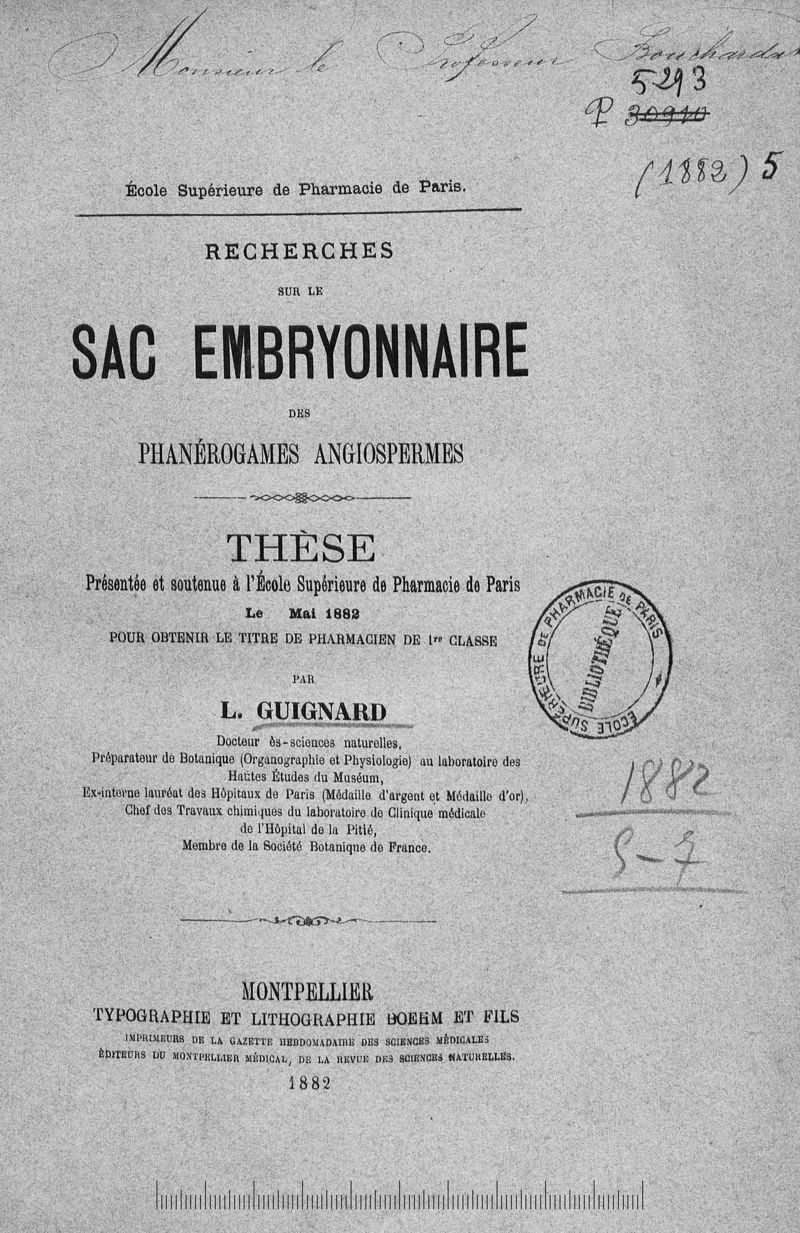 Monsieur le Professeur Bouchardat
5293
P 30910
(1882) 5
École Supérieure de Pharmacie de Paris.
RECHERCHES
SUR LE
SAC EMBRYONNAIRE
DES
PHANÉROGAMES ANGIOSPERMES
THÈSE
Présentée et soutenue à l'École Supérieure de Pharmacie de Paris
Le Mai 1882
POUR OBTENIR LE TITRE DE PHARMACIEN DE 1re CLASSE
PAR
L. GUIGNARD
Docteur ès-sciences naturelles,
Préparateur de Botanique (Organographie et Physiologie) au laboratoire des
Hautes Études du Muséum,
Ex-interne lauréat des Hôpitaux de Paris (Médaille d'argent et Médaille d'or),
Chef des Travaux chimiques du laboratoire de Clinique médicale
de l'Hôpital de la Pitié,
Membre de la Société Botanique de France.
ÉCOLE SUPÉRIEURE DE PHARMACIE DE PARIS
BIBLIOTHÉQUE
1882
5-7
MONTPELLIER
TYPOGRAPHIE ET LITHOGRAPHIE BOEHM ET FILS
IMPRIMEURS DE LA GAZETTE HEBDOMADAIRE DES SCIENCES MÉDICALES
ÉDITEURS DU MONTPELLIER MÉDICAL, DE LA REVUE DES SCIENCES NATURELLES.
1882